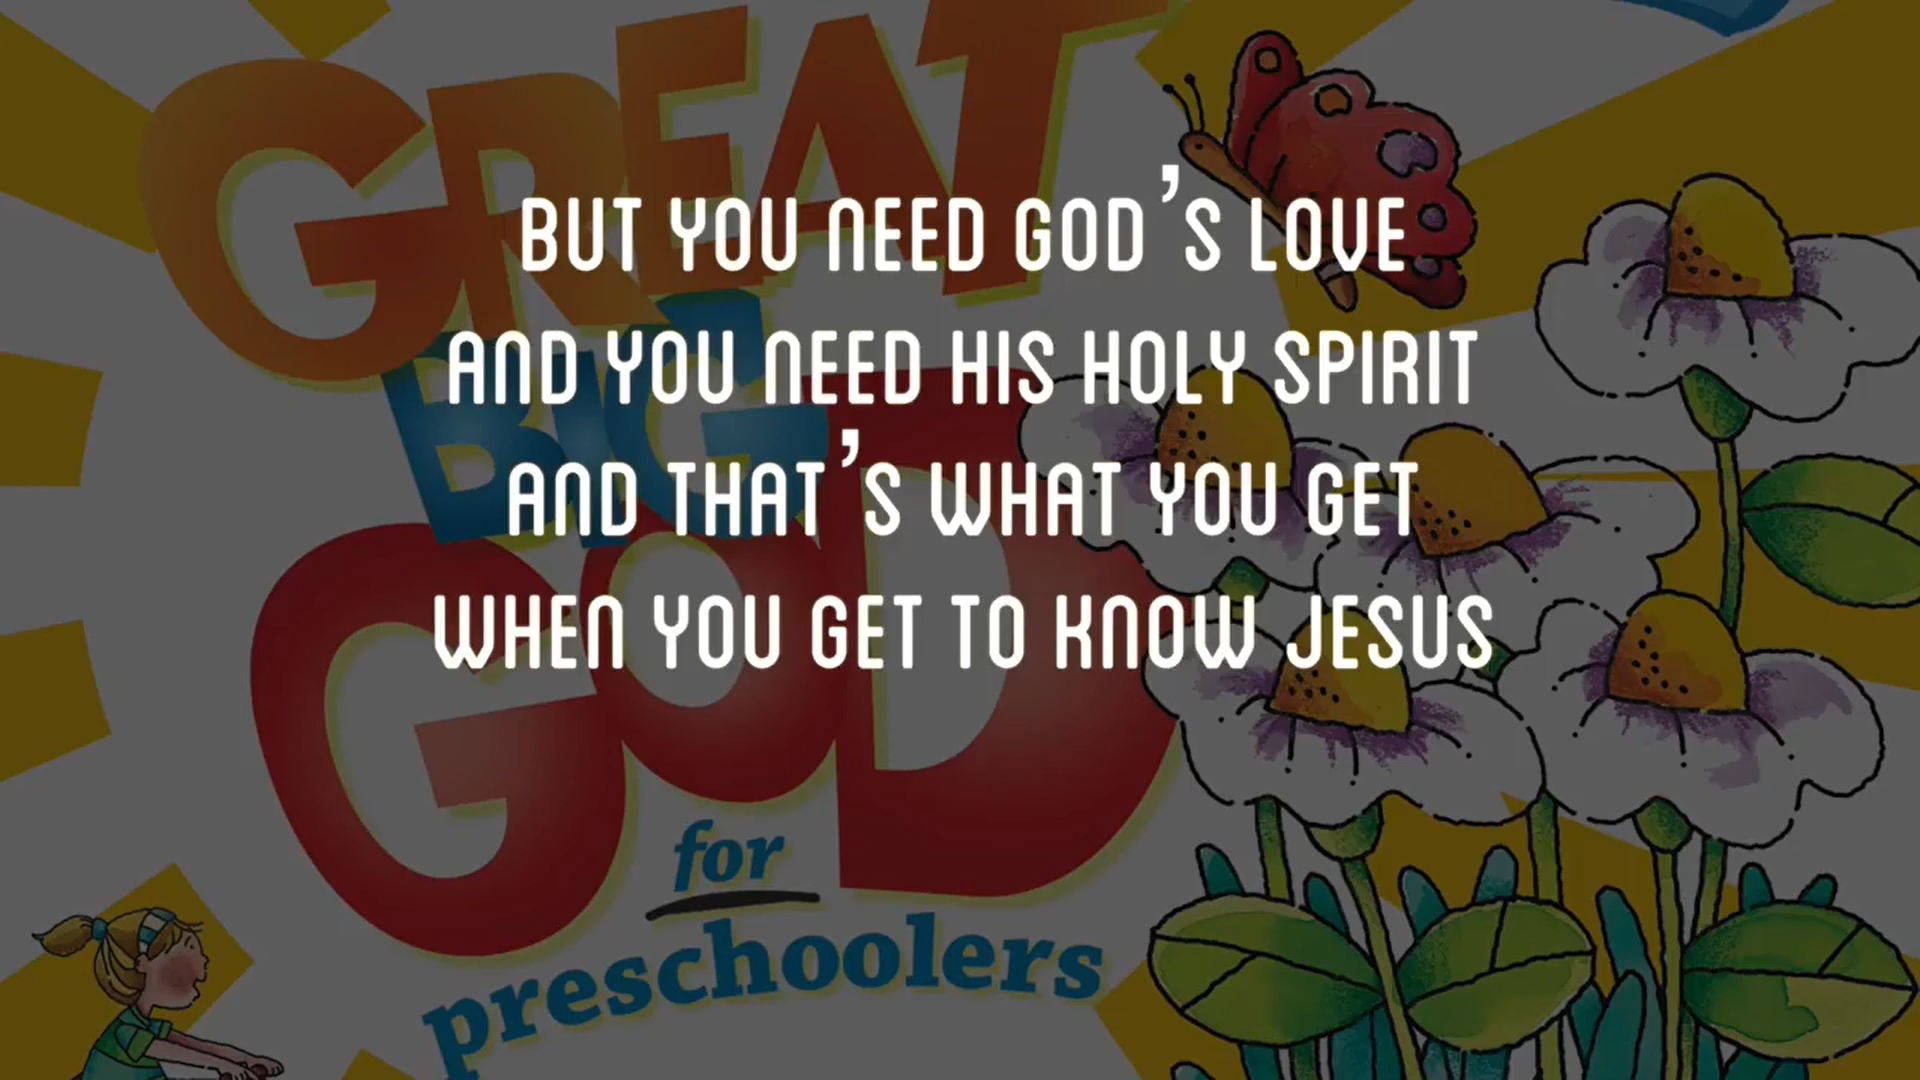 BUT YOU NEED GOD'S LOVE
AND YOU NEED HIS HOLY SPIRIT
AND THAT'S WHAT YOU GET
WHEN YOU GET TO KNOW JESUS
GREAT
BIG
GOD
for
preschoolers